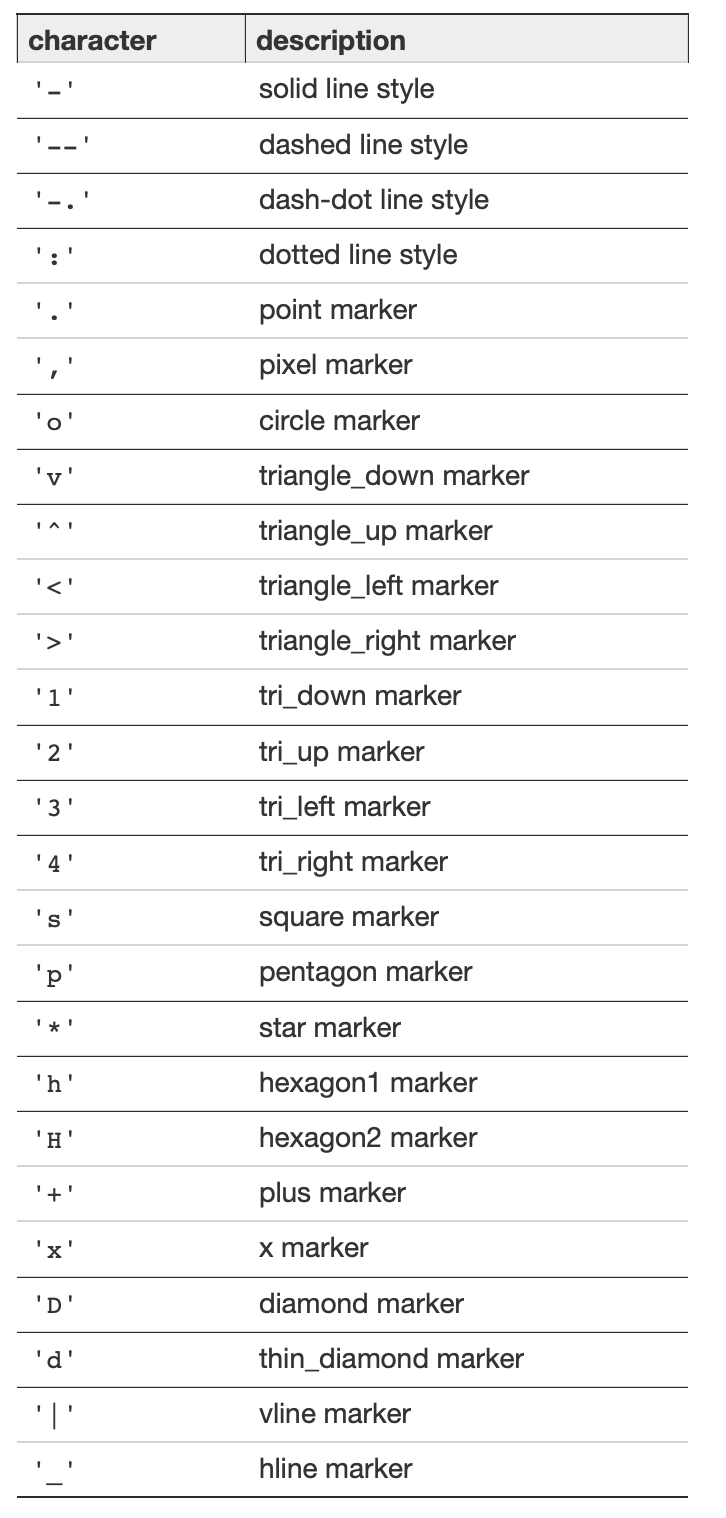 character description
'-' solid line style
'--' dashed line style
'-.' dash-dot line style
':' dotted line style
'.' point marker
',' pixel marker
'o' circle marker
'v' triangle_down marker
'^' triangle_up marker
'<' triangle_left marker
'>' triangle_right marker
'1' tri_down marker
'2' tri_up marker
'3' tri_left marker
'4' tri_right marker
's' square marker
'p' pentagon marker
'*' star marker
'h' hexagon1 marker
'H' hexagon2 marker
'+' plus marker
'x' x marker
'D' diamond marker
'd' thin_diamond marker
'|' vline marker
'_' hline marker